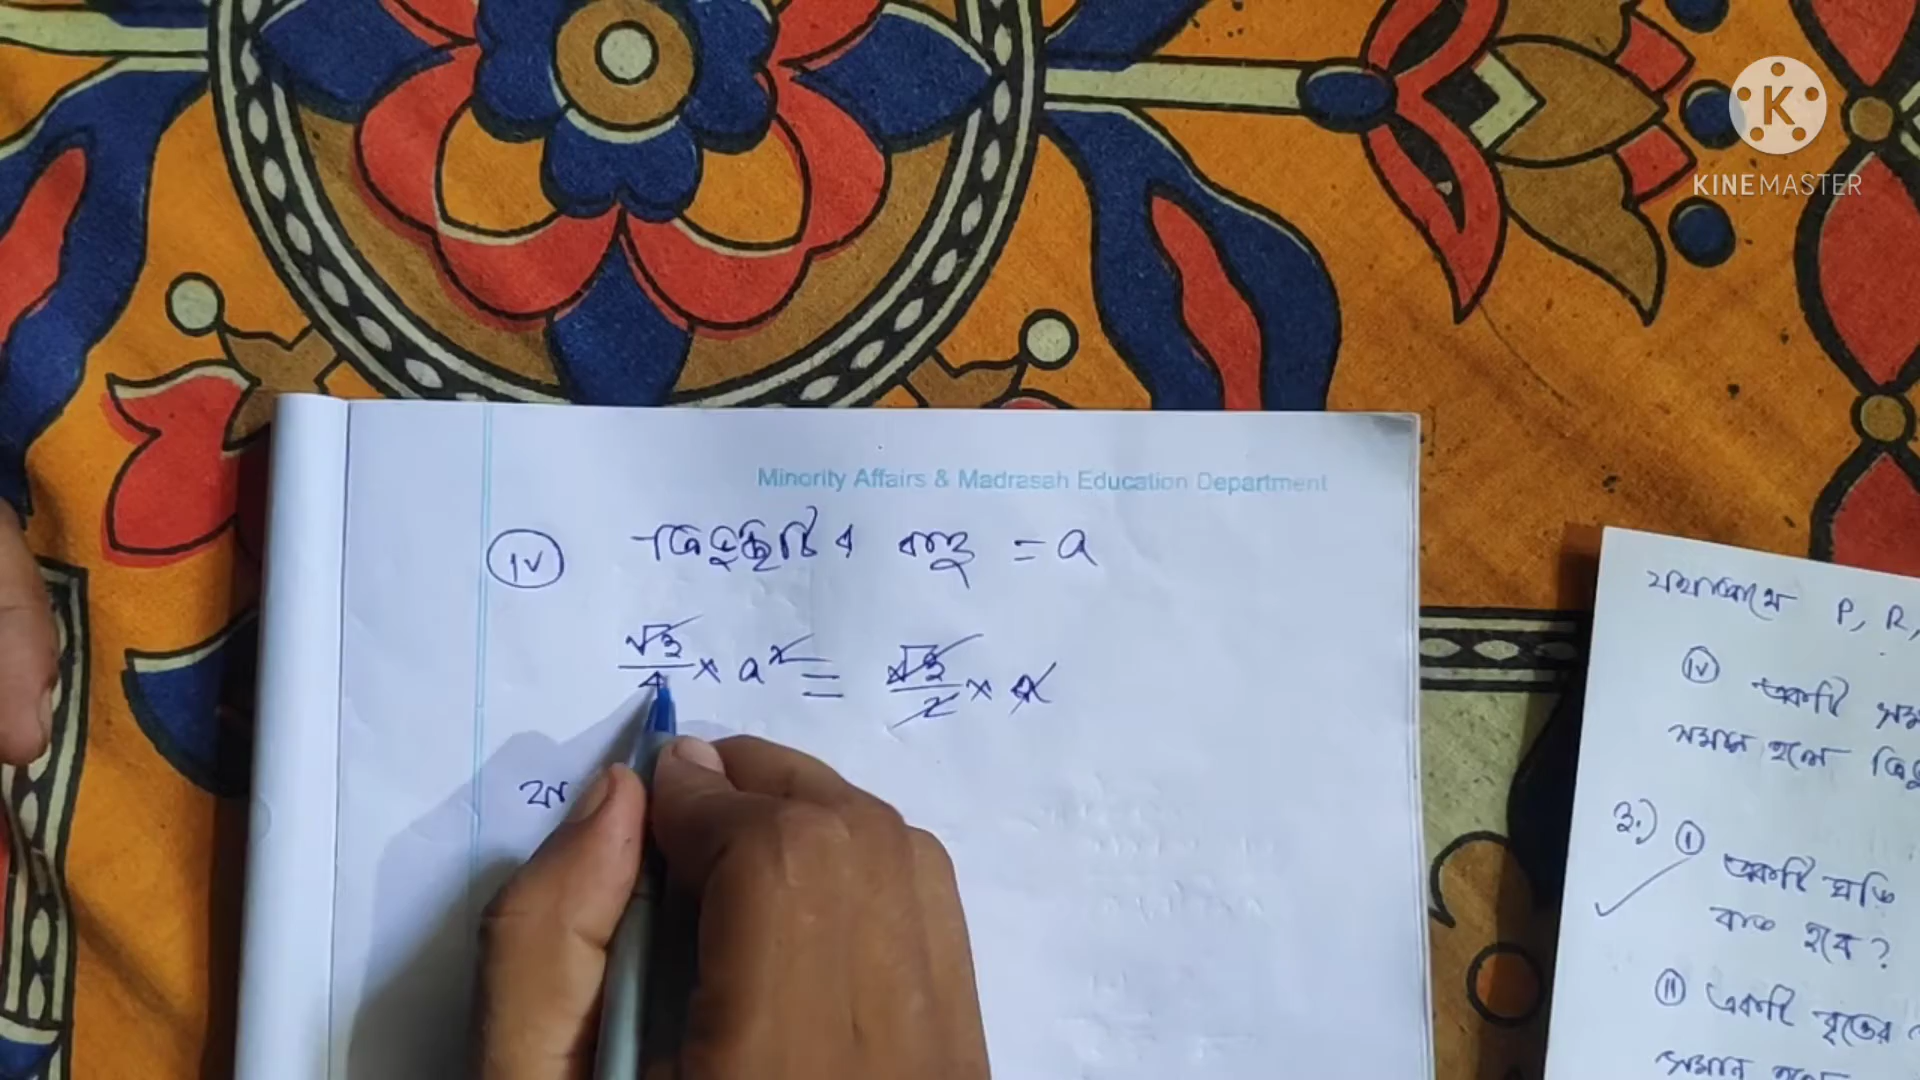 KINEMASTER
Minority Affairs & Madrasah Education Department
iv ত্রিভুজটির বাহু = a
√3/4 × a² = √3/2 × a
যথাক্রমে P, R,
iv একটি
সমান হলে
3.) i একটি ঘড়ি
হবে?
ii একটি বৃত্তের
সমান হলে